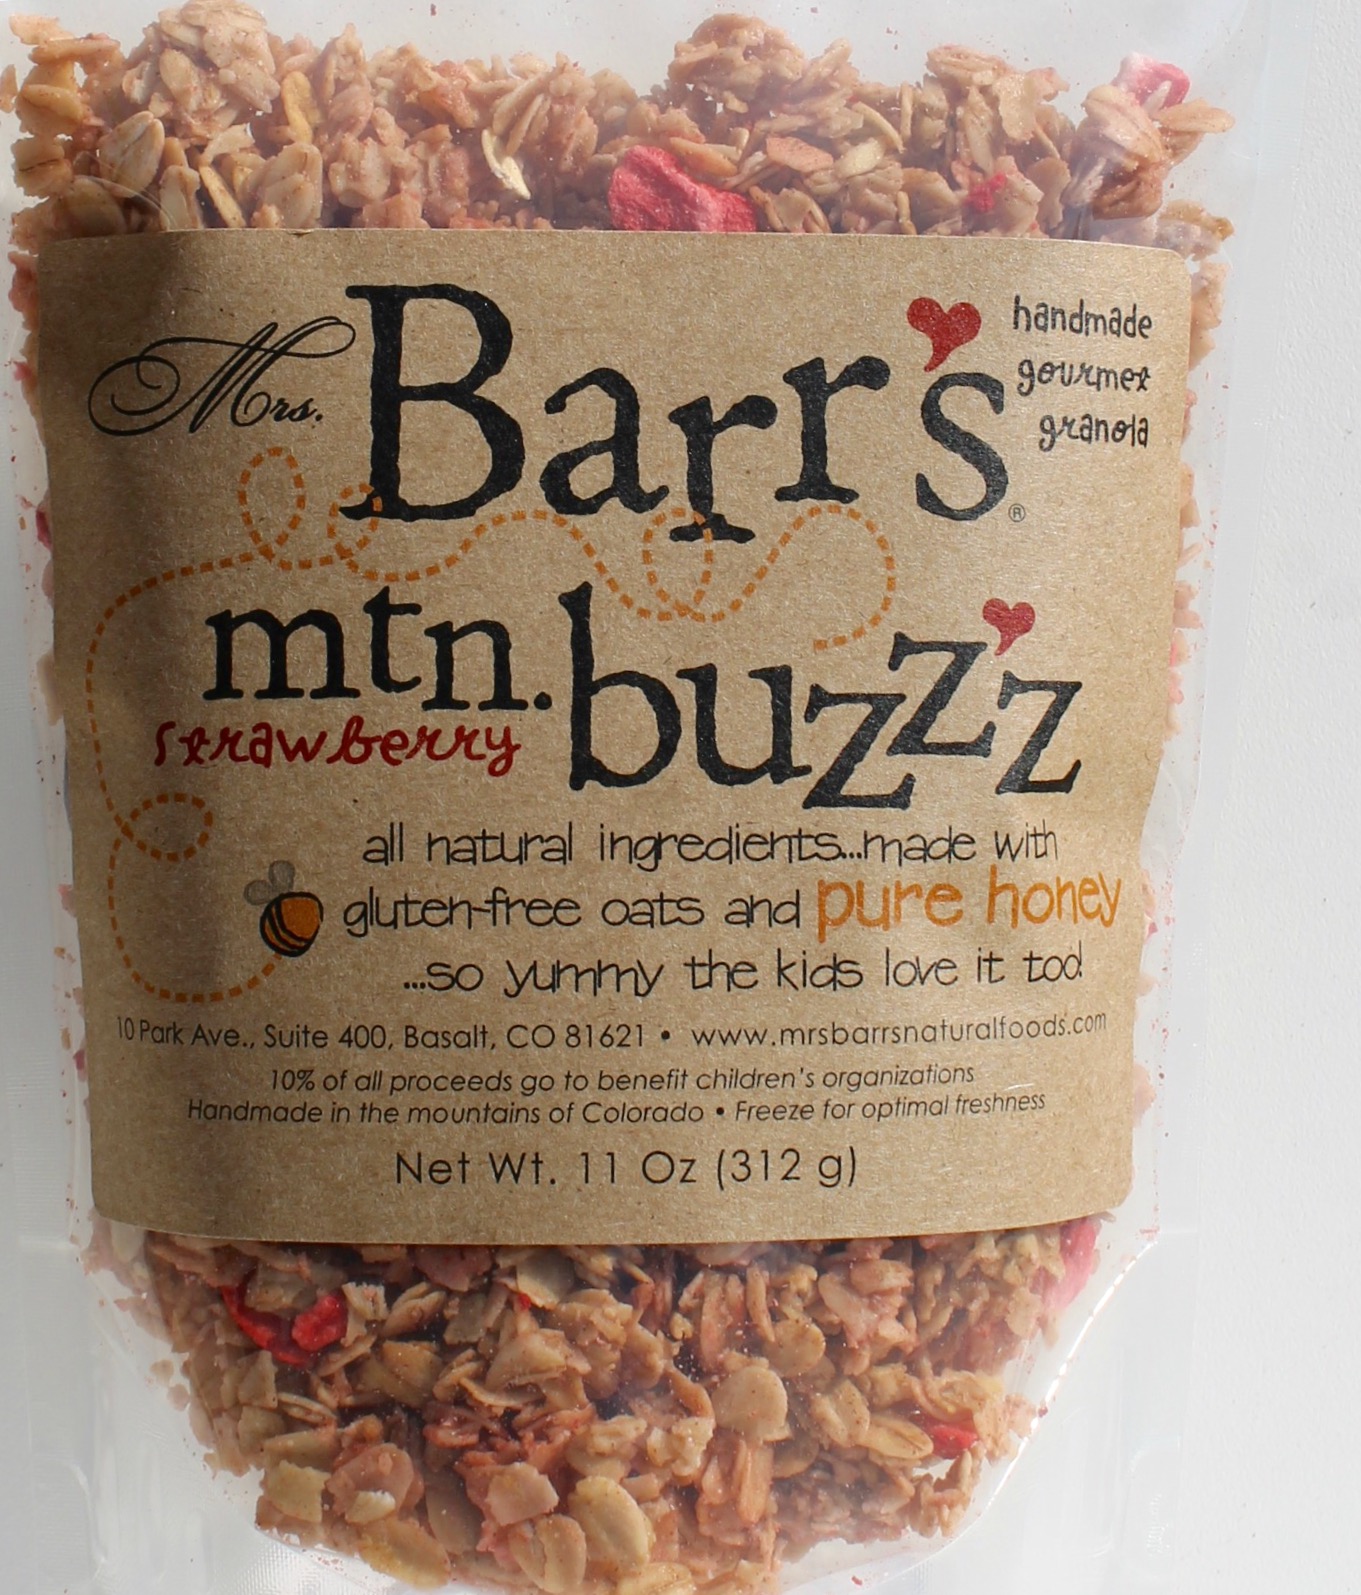 Mrs. Barr's®
handmade
gourmet
granola
mtn. buzz'z
strawberry
all natural ingredients...made with
gluten-free oats and pure honey
...so yummy the kids love it too!
10 Park Ave., Suite 400, Basalt, CO 81621 • www.mrsbarrsnaturalfoods.com
10% of all proceeds go to benefit children's organizations
Handmade in the mountains of Colorado • Freeze for optimal freshness
Net Wt. 11 Oz (312 g)